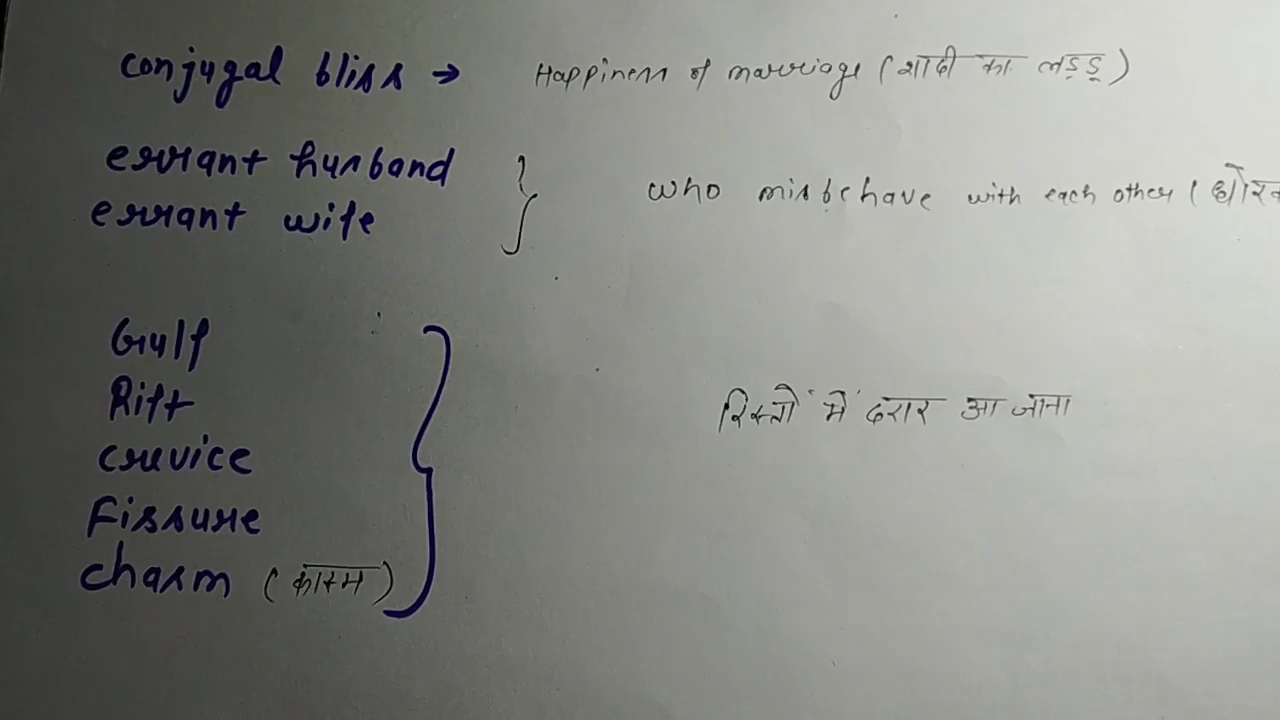 conjugal bliss → Happiness of marriage (शादी का लड्डू)
errant husband
errant wife
who misbehave with each other (
Gulf
Rift
crevice
Fissure
chasm (कास्म)
रिस्तों में दरार आ जाना